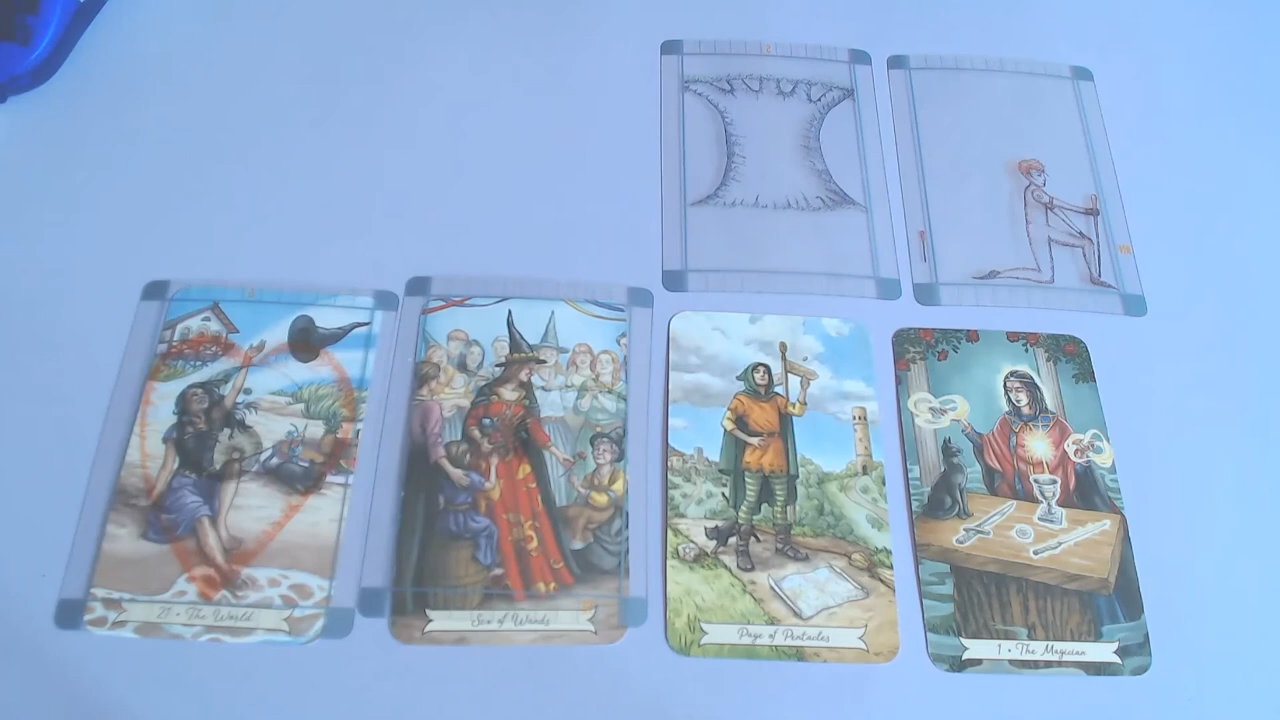 21 • The World
Six of Wands
Page of Pentacles
1 • The Magician